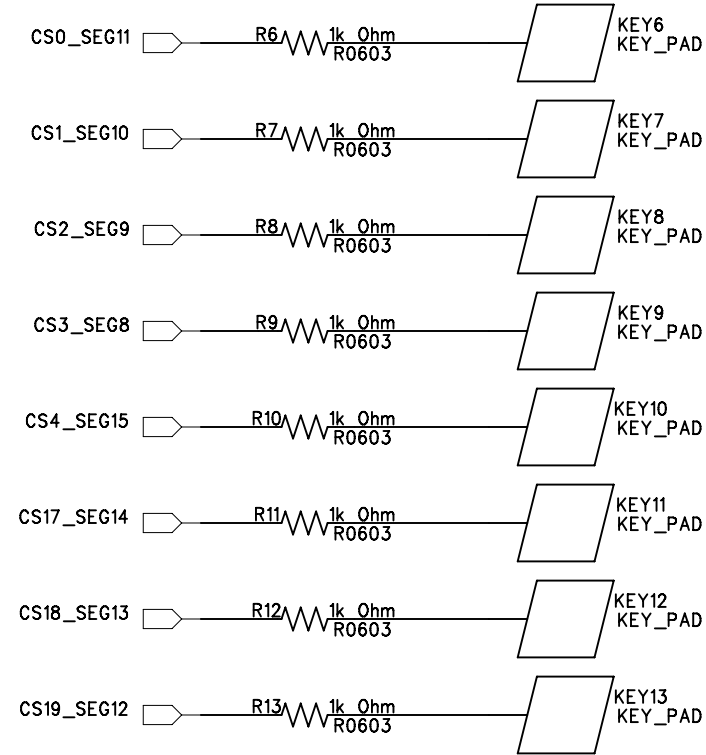 CS0_SEG11 R6 1k Ohm KEY6
R0603 KEY_PAD
CS1_SEG10 R7 1k Ohm KEY7
R0603 KEY_PAD
CS2_SEG9 R8 1k Ohm KEY8
R0603 KEY_PAD
CS3_SEG8 R9 1k Ohm KEY9
R0603 KEY_PAD
CS4_SEG15 R10 1k Ohm KEY10
R0603 KEY_PAD
CS17_SEG14 R11 1k Ohm KEY11
R0603 KEY_PAD
CS18_SEG13 R12 1k Ohm KEY12
R0603 KEY_PAD
CS19_SEG12 R13 1k Ohm KEY13
R0603 KEY_PAD